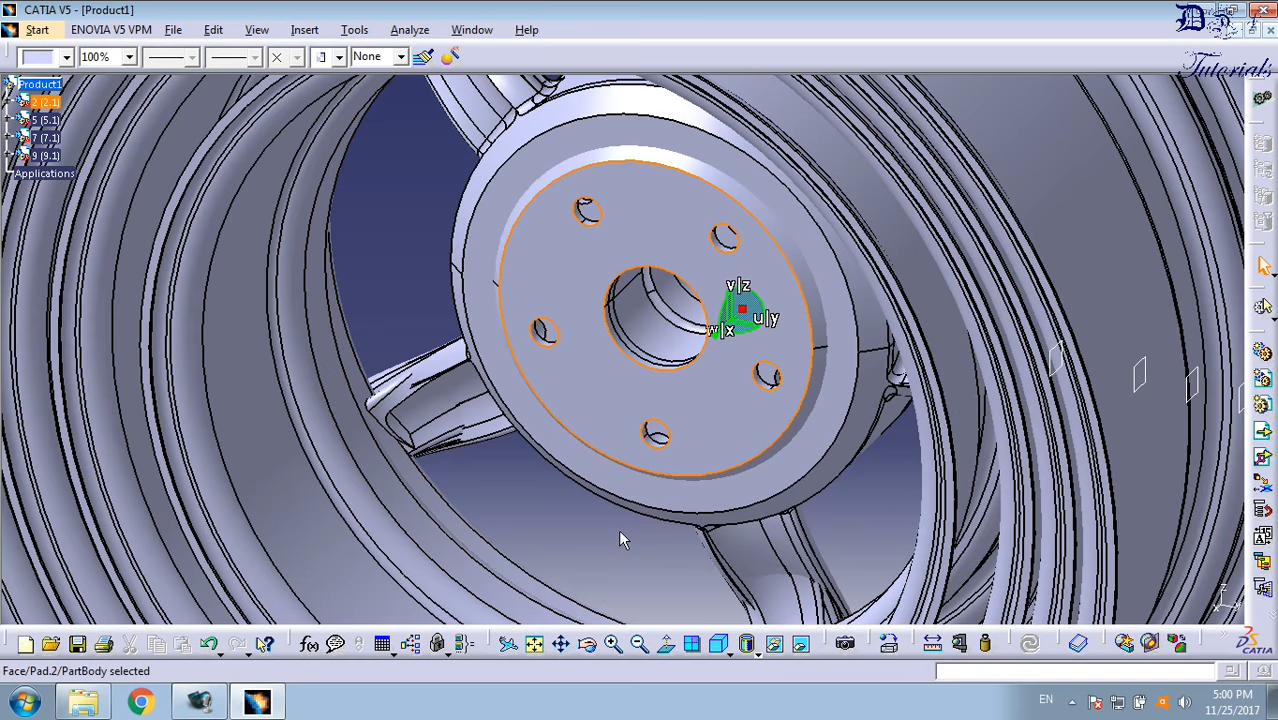 CATIA V5 - [Product1]
Start ENOVIA V5 VPM File Edit View Insert Tools Analyze Window Help
100% None
Tutorials
Product1
2 (2.1)
5 (5.1)
7 (7.1)
9 (9.1)
Applications
v|z
u|y
w|x
z
f(x)
CATIA
Face/Pad.2/PartBody selected
EN
5:00 PM
11/25/2017